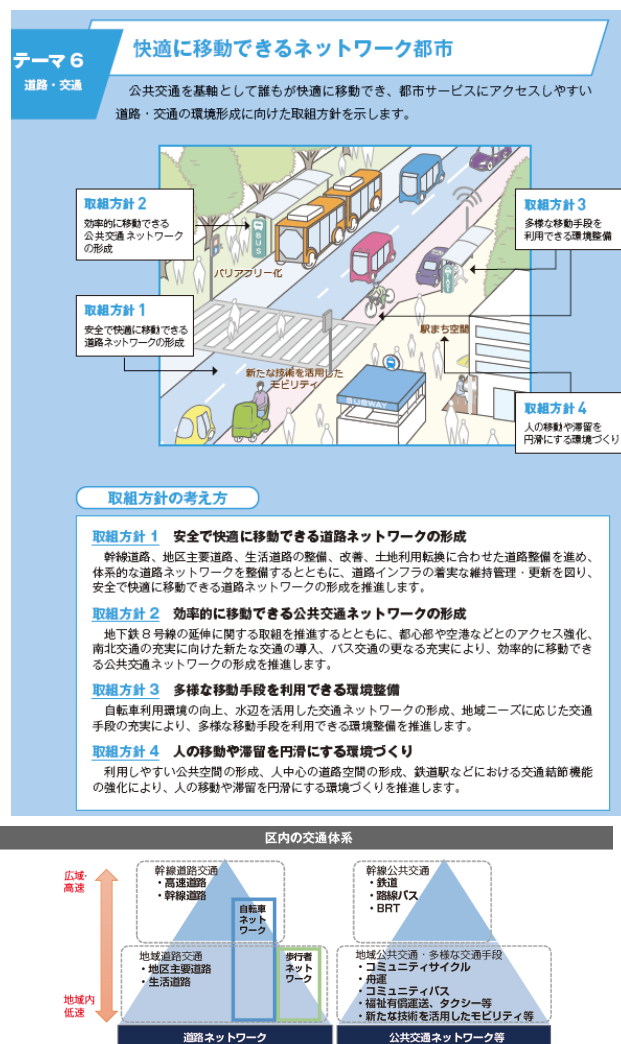 テーマ6
道路・交通
快適に移動できるネットワーク都市
公共交通を基軸として誰もが快適に移動でき、都市サービスにアクセスしやすい
道路・交通の環境形成に向けた取組方針を示します。
取組方針2
効率的に移動できる
公共交通ネットワーク
の形成
取組方針3
多様な移動手段を
利用できる環境整備
BUS
バリアフリー化
取組方針1
安全で快適に移動できる
道路ネットワークの形成
駅まち空間
新たな技術を活用した
モビリティ
SUBWAY
取組方針4
人の移動や滞留を
円滑にする環境づくり
取組方針の考え方
取組方針1 安全で快適に移動できる道路ネットワークの形成
幹線道路、地区主要道路、生活道路の整備、改善、土地利用転換に合わせた道路整備を進め、
体系的な道路ネットワークを整備するとともに、道路インフラの着実な維持管理・更新を図り、
安全で快適に移動できる道路ネットワークの形成を推進します。
取組方針2 効率的に移動できる公共交通ネットワークの形成
地下鉄8号線の延伸に関する取組を推進するとともに、都心部や空港などとのアクセス強化、
南北交通の充実に向けた新たな交通の導入、バス交通の更なる充実により、効率的に移動でき
る公共交通ネットワークの形成を推進します。
取組方針3 多様な移動手段を利用できる環境整備
自転車利用環境の向上、水辺を活用した交通ネットワークの形成、地域ニーズに応じた交通
手段の充実により、多様な移動手段を利用できる環境整備を推進します。
取組方針4 人の移動や滞留を円滑にする環境づくり
利用しやすい公共空間の形成、人中心の道路空間の形成、鉄道駅などにおける交通結節機能
の強化により、人の移動や滞留を円滑にする環境づくりを推進します。
区内の交通体系
広域・
高速
地域内
低速
幹線道路交通
・高速道路
・幹線道路
自転車
ネット
ワーク
地域道路交通
・地区主要道路
・生活道路
歩行者
ネット
ワーク
道路ネットワーク
幹線公共交通
・鉄道
・路線バス
・BRT
地域公共交通・多様な交通手段
・コミュニティサイクル
・舟運
・コミュニティバス
・福祉有償運送、タクシー等
・新たな技術を活用したモビリティ等
公共交通ネットワーク等